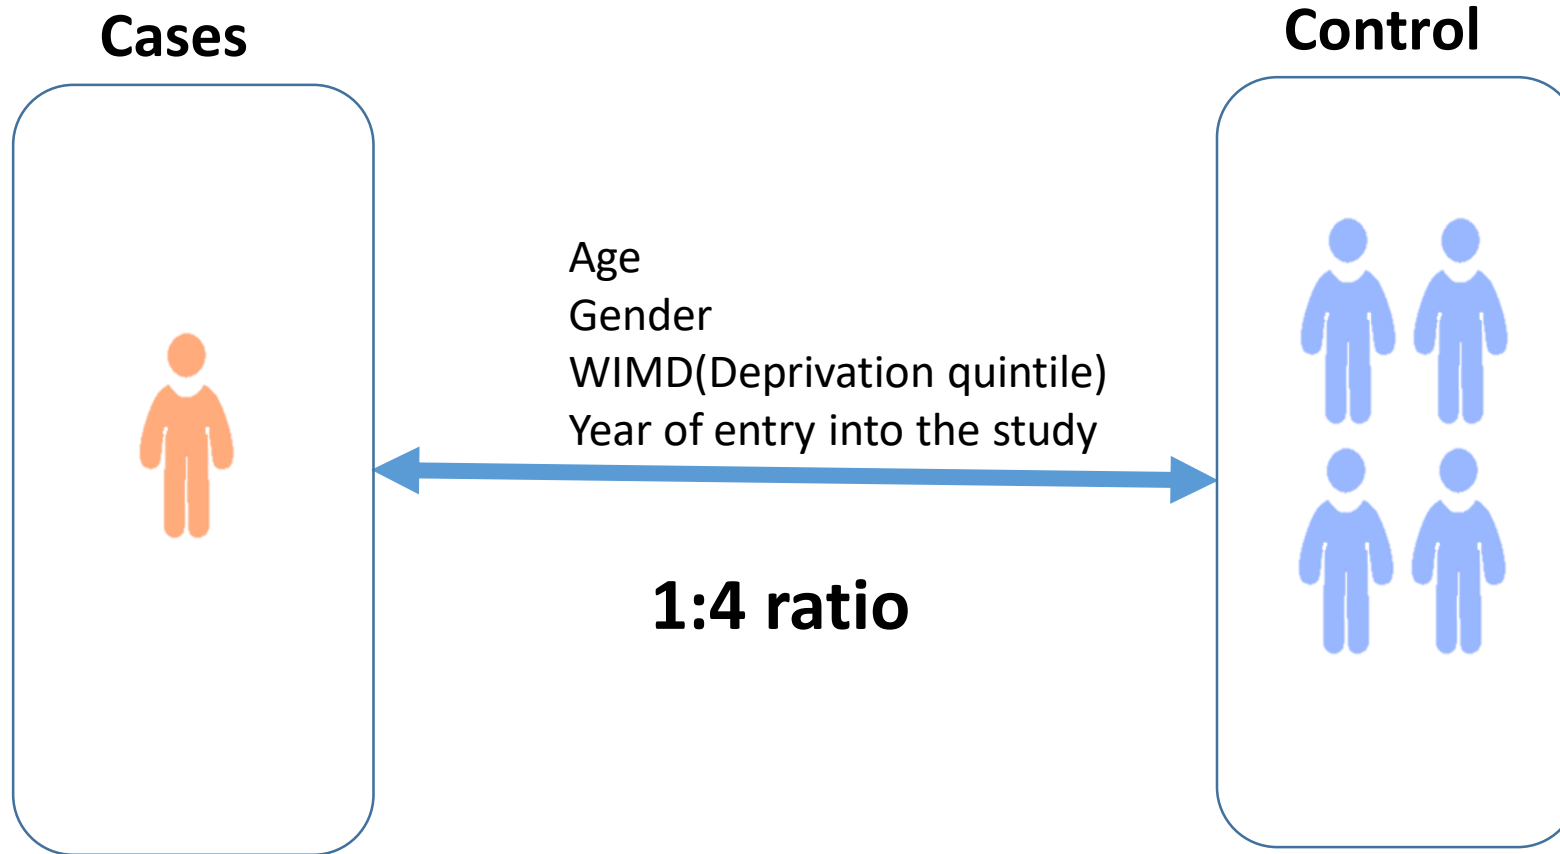 Cases
Control
Age
Gender
WIMD(Deprivation quintile)
Year of entry into the study
1:4 ratio